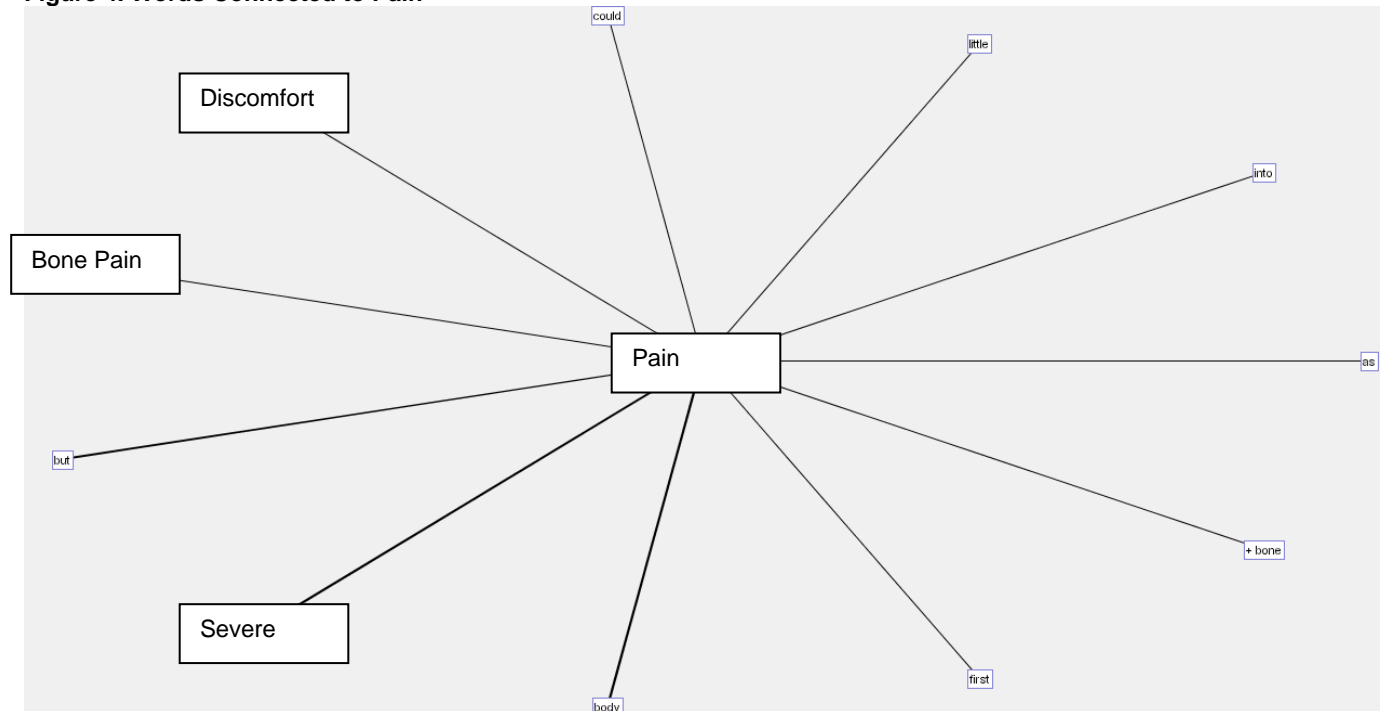 Figure 4. Words Connected to Pain
could
little
Discomfort
into
Bone Pain
Pain
as
but
+ bone
Severe
first
body